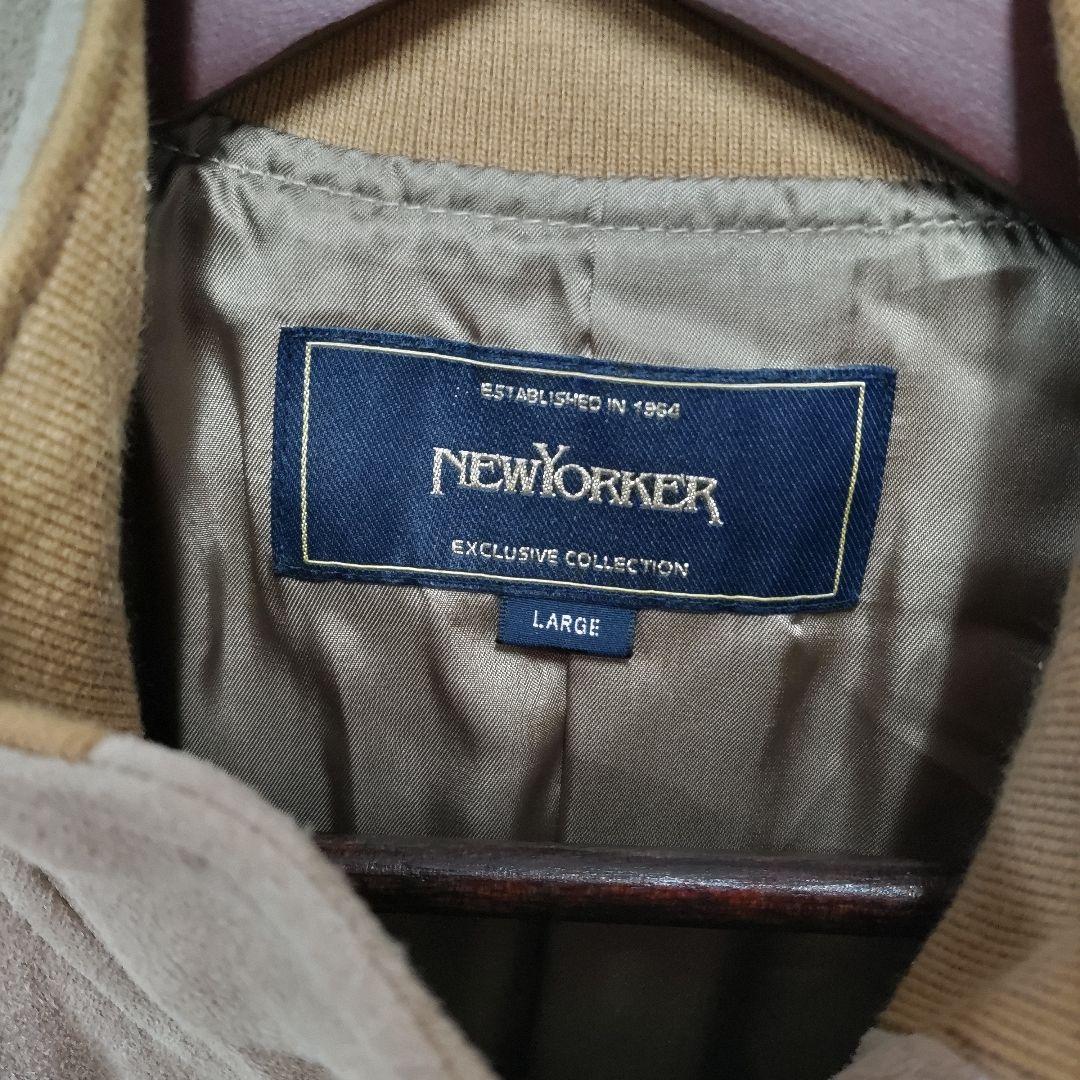 ESTABLISHED IN 1964
NEWYORKER
EXCLUSIVE COLLECTION
LARGE